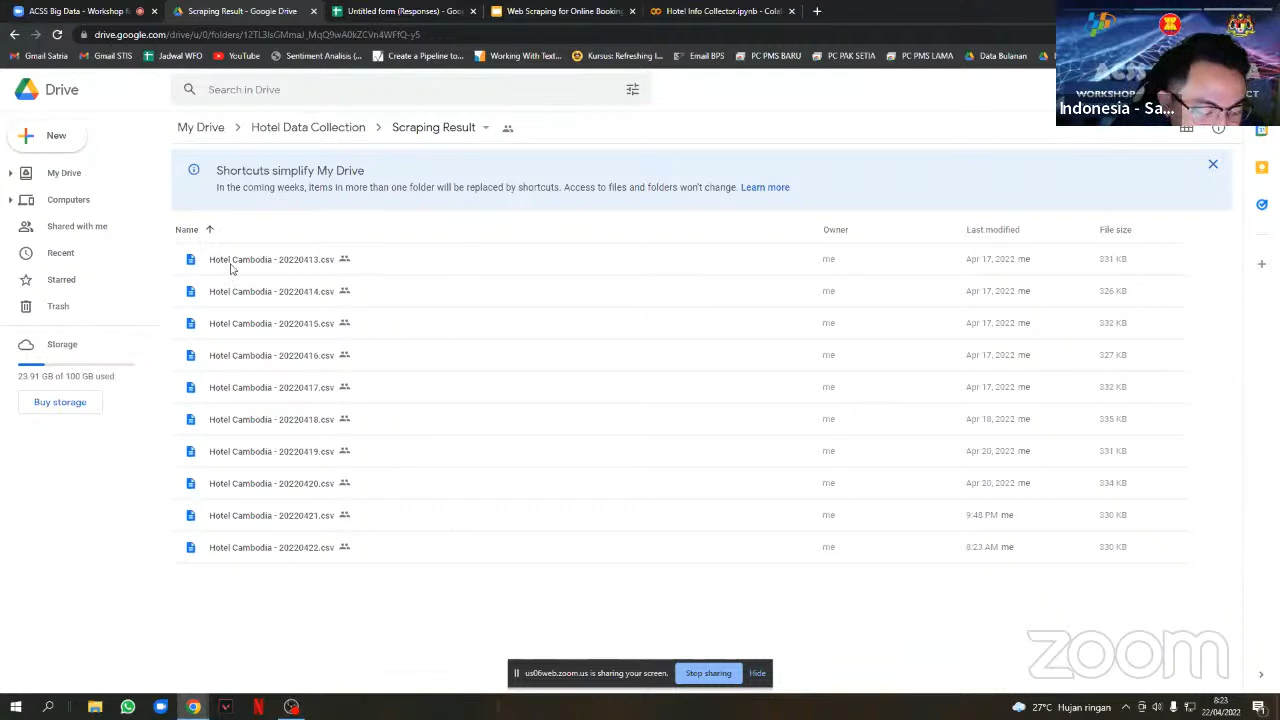 ACSS Big Data - Workshop F
Scraping Result - Google Drive
Untitled form (Responses) - Goo
Web Scraping for Online Booking
Hotel Info Collection.ipynb - Colab
Gmail Satria
Gmail STIS
Jadwal WFO
YouTube
Create a Pipeline to...
Working With Text...
Kursus: Refreshing I...
Email BPS
PC PMS BARU
PC PAK SETIA
PC PMS LAMA
Data Bulanan
WORKSHOP
Indonesia - Sa...
Drive
Search in Drive
New
My Drive
Hotel Data Collection
Scraping Result
Shortcuts simplify My Drive
In the coming weeks, items in more than one folder will be replaced by shortcuts. Access to files and folders won't change. Learn more
My Drive
Computers
Shared with me
Recent
Starred
Trash
Storage
23.91 GB of 100 GB used
Buy storage
Name Owner Last modified File size
Hotel Cambodia - 20220413.csv me Apr 17, 2022 me 331 KB
Hotel Cambodia - 20220414.csv me Apr 17, 2022 me 326 KB
Hotel Cambodia - 20220415.csv me Apr 17, 2022 me 332 KB
Hotel Cambodia - 20220416.csv me Apr 17, 2022 me 327 KB
Hotel Cambodia - 20220417.csv me Apr 17, 2022 me 332 KB
Hotel Cambodia - 20220418.csv me Apr 18, 2022 me 335 KB
Hotel Cambodia - 20220419.csv me Apr 20, 2022 me 331 KB
Hotel Cambodia - 20220420.csv me Apr 20, 2022 me 334 KB
Hotel Cambodia - 20220421.csv me 9:48 PM me 330 KB
Hotel Cambodia - 20220422.csv me 8:23 AM me 330 KB
zoom
us06web.zoom.us is sharing your screen.
Stop sharing
Hide
27°C Hujan ringan
8:23
22/04/2022